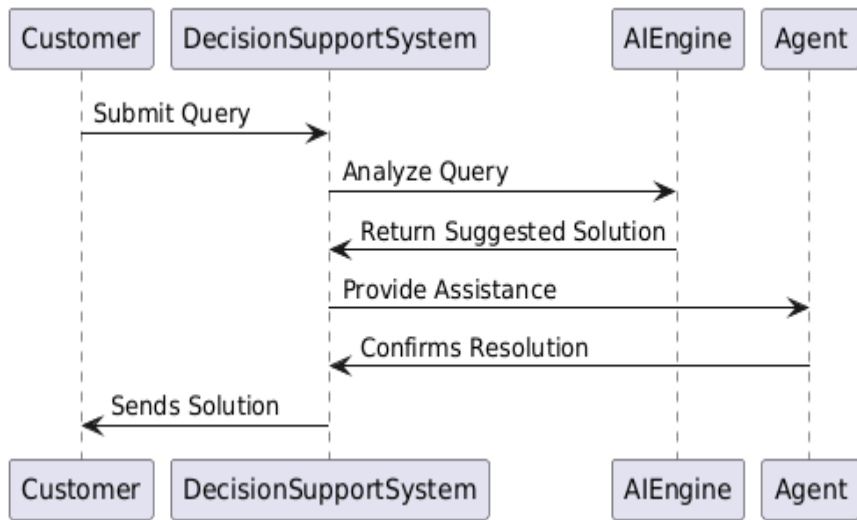 Customer DecisionSupportSystem AIEngine Agent
Submit Query
Analyze Query
Return Suggested Solution
Provide Assistance
Confirms Resolution
Sends Solution
Customer DecisionSupportSystem AIEngine Agent